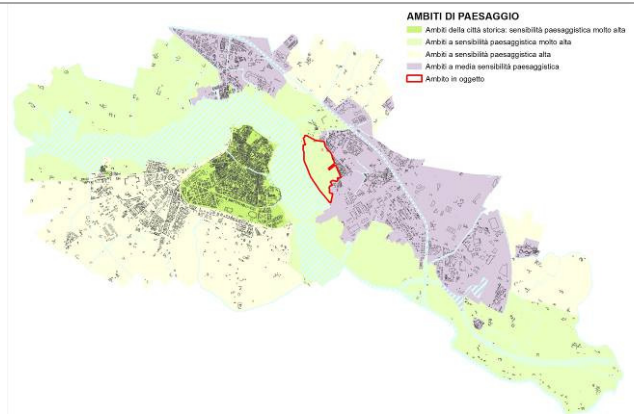 AMBITI DI PAESAGGIO
Ambiti della città storica: sensibilità paesaggistica molto alta
Ambiti a sensibilità paesaggistica molto alta
Ambiti a sensibilità paesaggistica alta
Ambiti a media sensibilità paesaggistica
Ambito in oggetto